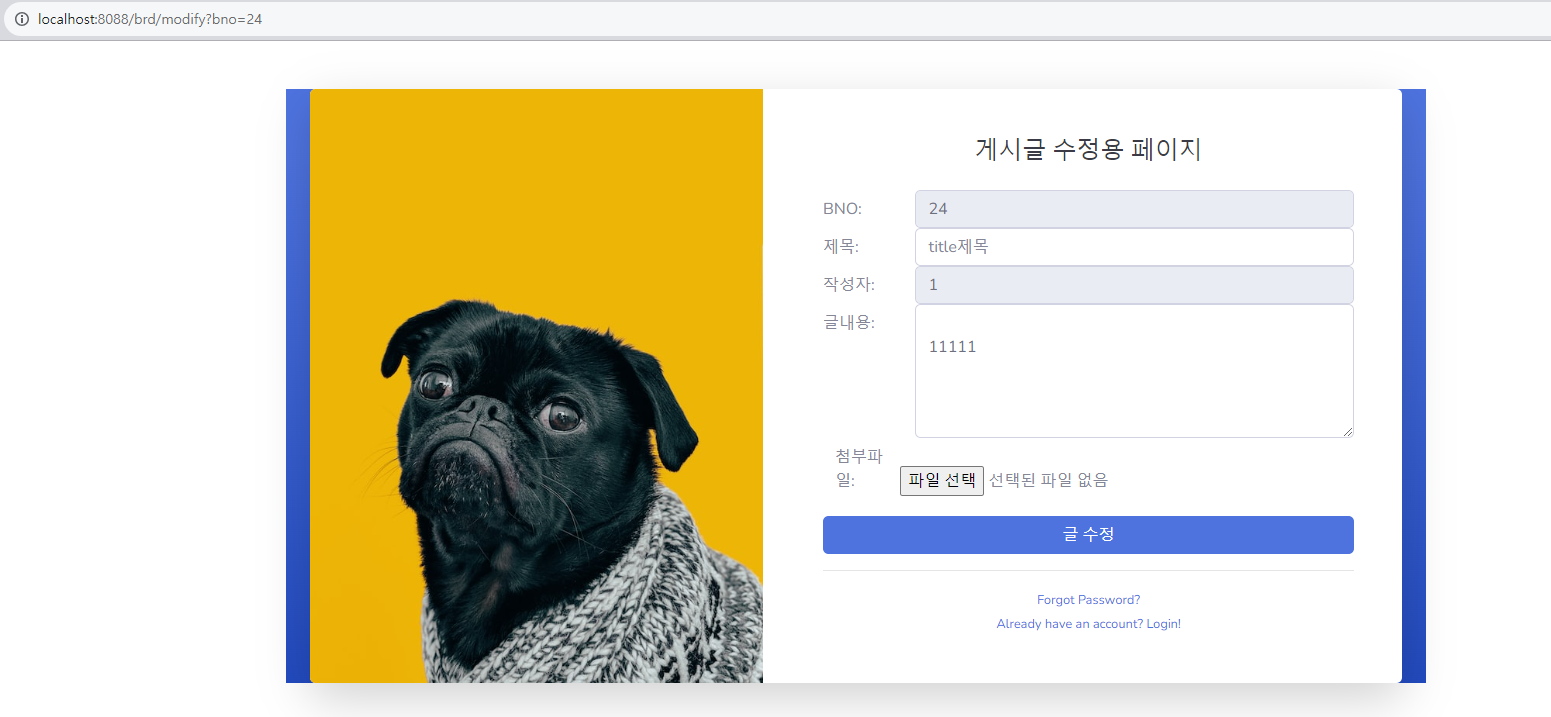 localhost:8088/brd/modify?bno=24
게시글 수정용 페이지
BNO: 24
제목: title제목
작성자: 1
글내용:
11111
첨부파
일: 파일 선택 선택된 파일 없음
글 수정
Forgot Password?
Already have an account? Login!